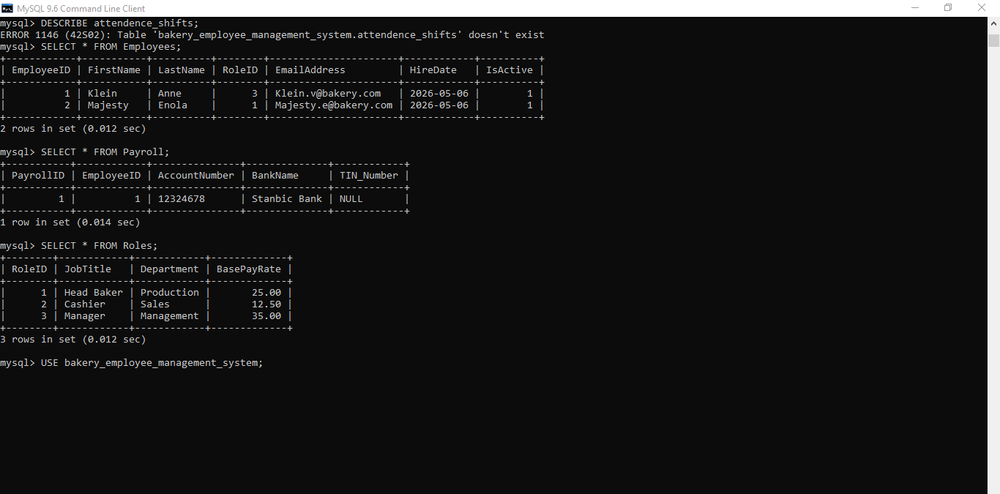 MySQL 9.6 Command Line Client
mysql> DESCRIBE attendence_shifts;
ERROR 1146 (42S02): Table 'bakery_employee_management_system.attendence_shifts' doesn't exist
mysql> SELECT * FROM Employees;
+------------+-----------+----------+--------+----------------------+------------+----------+
| EmployeeID | FirstName | LastName | RoleID | EmailAddress         | HireDate   | IsActive |
+------------+-----------+----------+--------+----------------------+------------+----------+
|          1 | Klein     | Anne     |      3 | Klein.v@bakery.com   | 2026-05-06 |        1 |
|          2 | Majesty   | Enola    |      1 | Majesty.e@bakery.com | 2026-05-06 |        1 |
+------------+-----------+----------+--------+----------------------+------------+----------+
2 rows in set (0.012 sec)

mysql> SELECT * FROM Payroll;
+-----------+------------+---------------+--------------+------------+
| PayrollID | EmployeeID | AccountNumber | BankName     | TIN_Number |
+-----------+------------+---------------+--------------+------------+
|         1 |          1 | 12324678      | Stanbic Bank | NULL       |
+-----------+------------+---------------+--------------+------------+
1 row in set (0.014 sec)

mysql> SELECT * FROM Roles;
+--------+------------+------------+-------------+
| RoleID | JobTitle   | Department | BasePayRate |
+--------+------------+------------+-------------+
|      1 | Head Baker | Production |       25.00 |
|      2 | Cashier    | Sales      |       12.50 |
|      3 | Manager    | Management |       35.00 |
+--------+------------+------------+-------------+
3 rows in set (0.012 sec)

mysql> USE bakery_employee_management_system;